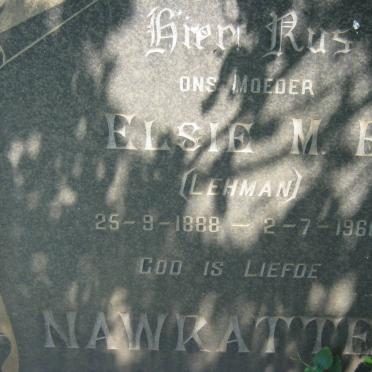 Hier Rus
ONS MOEDER
ELSIE M. E
(LEHMAN)
25-9-1888 – 2-7-196
GOD IS LIEFDE
NAWRATTE